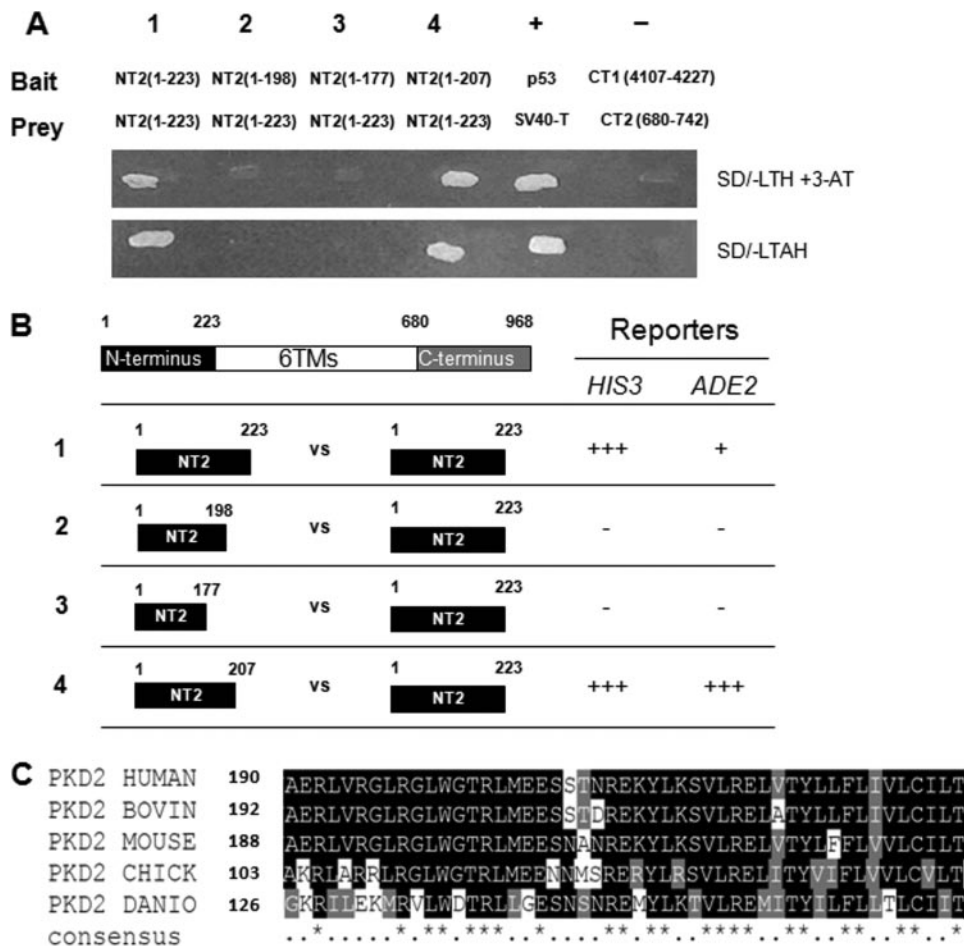 A 1 2 3 4 + –
Bait NT2(1-223) NT2(1-198) NT2(1-177) NT2(1-207) p53 CT1 (4107-4227)
Prey NT2(1-223) NT2(1-223) NT2(1-223) NT2(1-223) SV40-T CT2 (680-742)
SD/-LTH +3-AT
SD/-LTAH
B 1 223 680 968 Reporters
N-terminus 6TMs C-terminus
HIS3 ADE2
1 223 1 223
1 NT2 vs NT2 +++ +
1 198 1 223
2 NT2 vs NT2 - -
1 177 1 223
3 NT2 vs NT2 - -
1 207 1 223
4 NT2 vs NT2 +++ +++
C PKD2 HUMAN 190 AERLVRGLRGLWGTRLMEESSTNREKYLKSVLRELVTYLLFLIVLCILT
PKD2 BOVIN 192 AERLVRGLRGLWGTRLMEESSTDREKYLKSVLRELATYLLFLIVLCILT
PKD2 MOUSE 188 AERLVRGLRGLWGTRLMEESSANREKYLKSVLRELVTYLFFLVVLCILT
PKD2 CHICK 103 AKRLARRLRGLWGTRLMEENNMSRERYLRSVLRELITYVIFLVVLCVLT
PKD2 DANIO 126 GKRILEKMRVLWDTRLLGESNSNREMYLKTVLREMITYILFLLTLCIIT
consensus ..*.....*.**.***..*....**.**..****..**..**..**..*